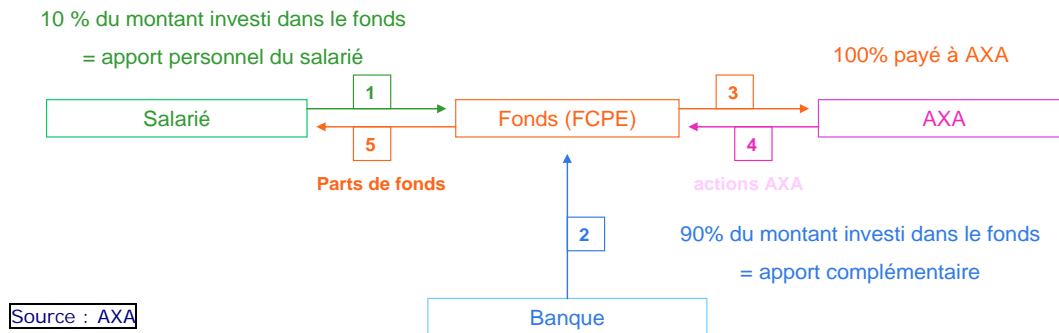 10 % du montant investi dans le fonds
= apport personnel du salarié
100% payé à AXA
1
3
Salarié
Fonds (FCPE)
AXA
5
4
Parts de fonds
actions AXA
2
90% du montant investi dans le fonds
= apport complémentaire
Source : AXA
Banque